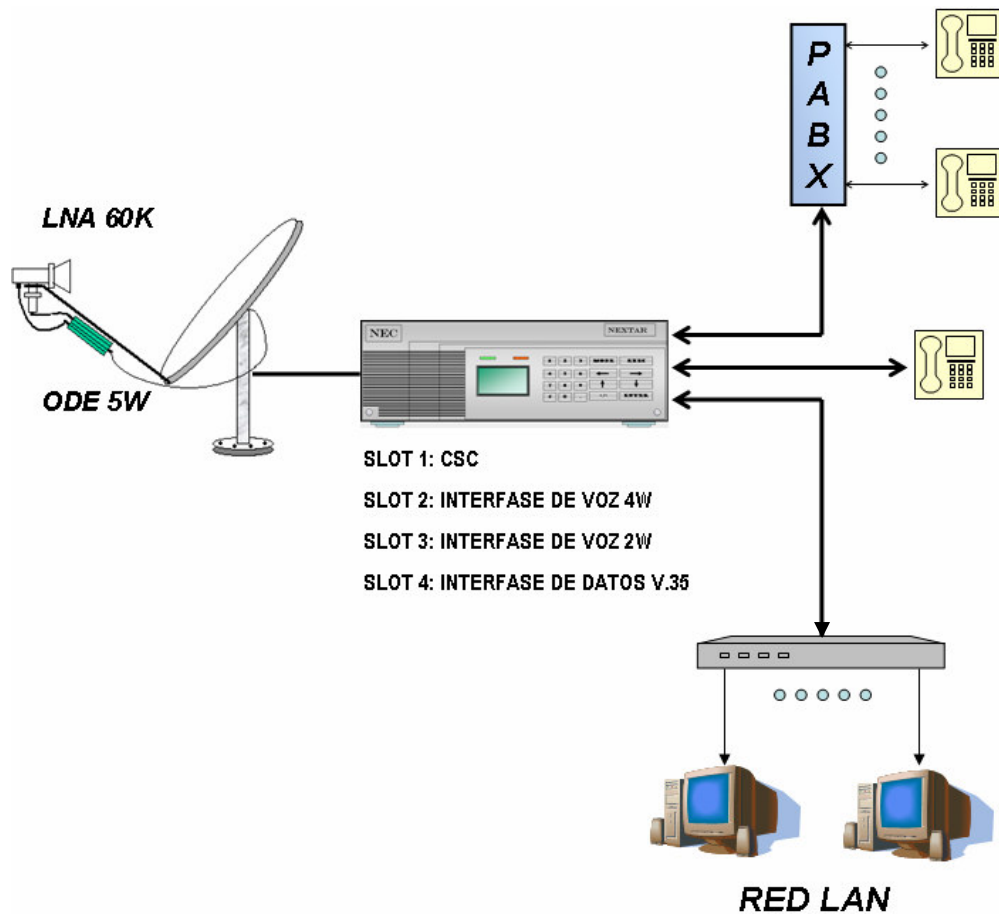 P
A
B
X
LNA 60K
NEC
NEXTAR
ODE 5W
SLOT 1: CSC
SLOT 2: INTERFASE DE VOZ 4W
SLOT 3: INTERFASE DE VOZ 2W
SLOT 4: INTERFASE DE DATOS V.35
RED LAN